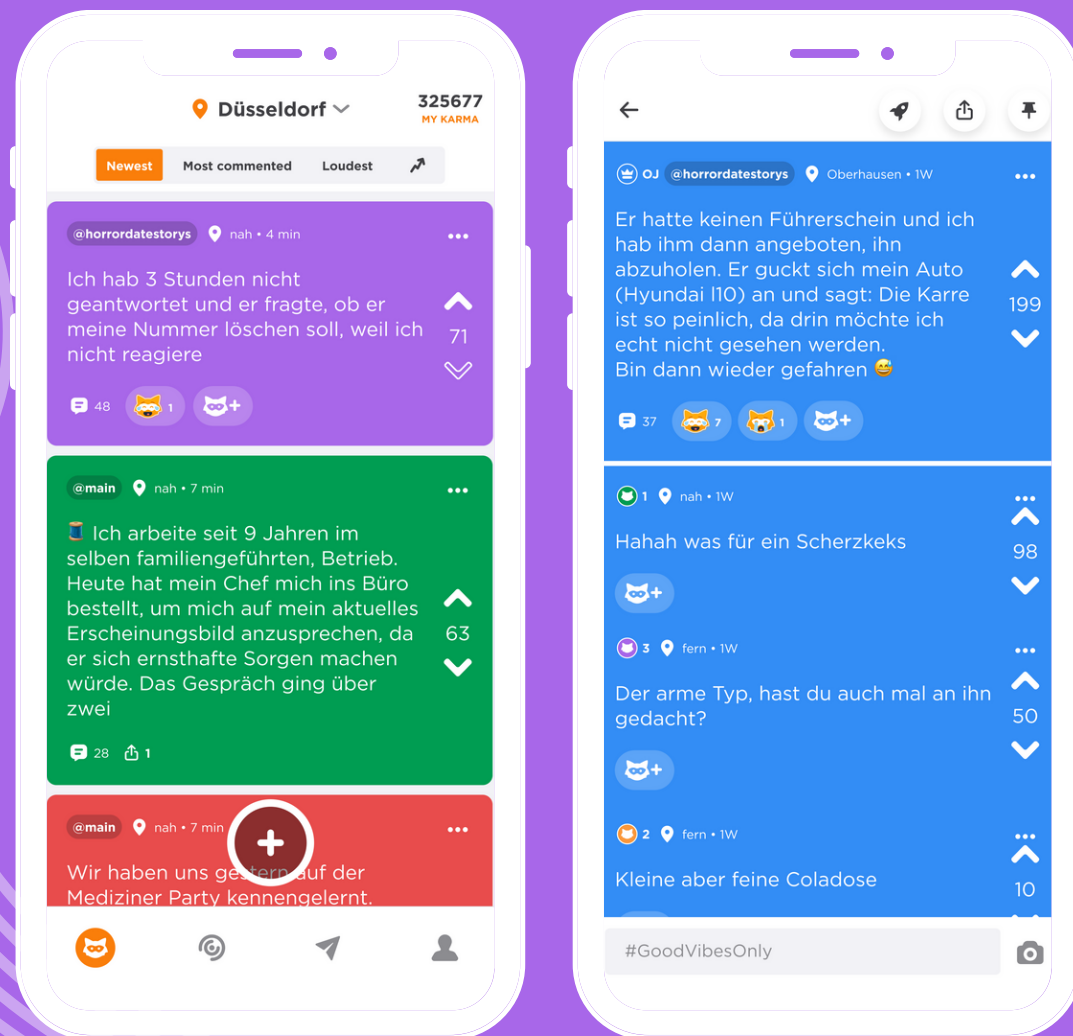 Düsseldorf
325677
MY KARMA
Newest Most commented Loudest
@horrordatestorys nah • 4 min
Ich hab 3 Stunden nicht
geantwortet und er fragte, ob er
meine Nummer löschen soll, weil ich
nicht reagiere
71
48 1 +
@main nah • 7 min
Ich arbeite seit 9 Jahren im
selben familiengeführten, Betrieb.
Heute hat mein Chef mich ins Büro
bestellt, um mich auf mein aktuelles
Erscheinungsbild anzusprechen, da
er sich ernsthafte Sorgen machen
würde. Das Gespräch ging über
zwei
63
28 1
@main nah • 7 min
Wir haben uns gestern auf der
Mediziner Party kennengelernt.
+
OJ @horrordatestorys Oberhausen • 1W
Er hatte keinen Führerschein und ich
hab ihm dann angeboten, ihn
abzuholen. Er guckt sich mein Auto
(Hyundai I10) an und sagt: Die Karre
ist so peinlich, da drin möchte ich
echt nicht gesehen werden.
Bin dann wieder gefahren 😅
199
37 7 1 +
1 nah • 1W
Hahah was für ein Scherzkeks
98
+
3 fern • 1W
Der arme Typ, hast du auch mal an ihn
gedacht?
50
+
2 fern • 1W
Kleine aber feine Coladose
10
#GoodVibesOnly